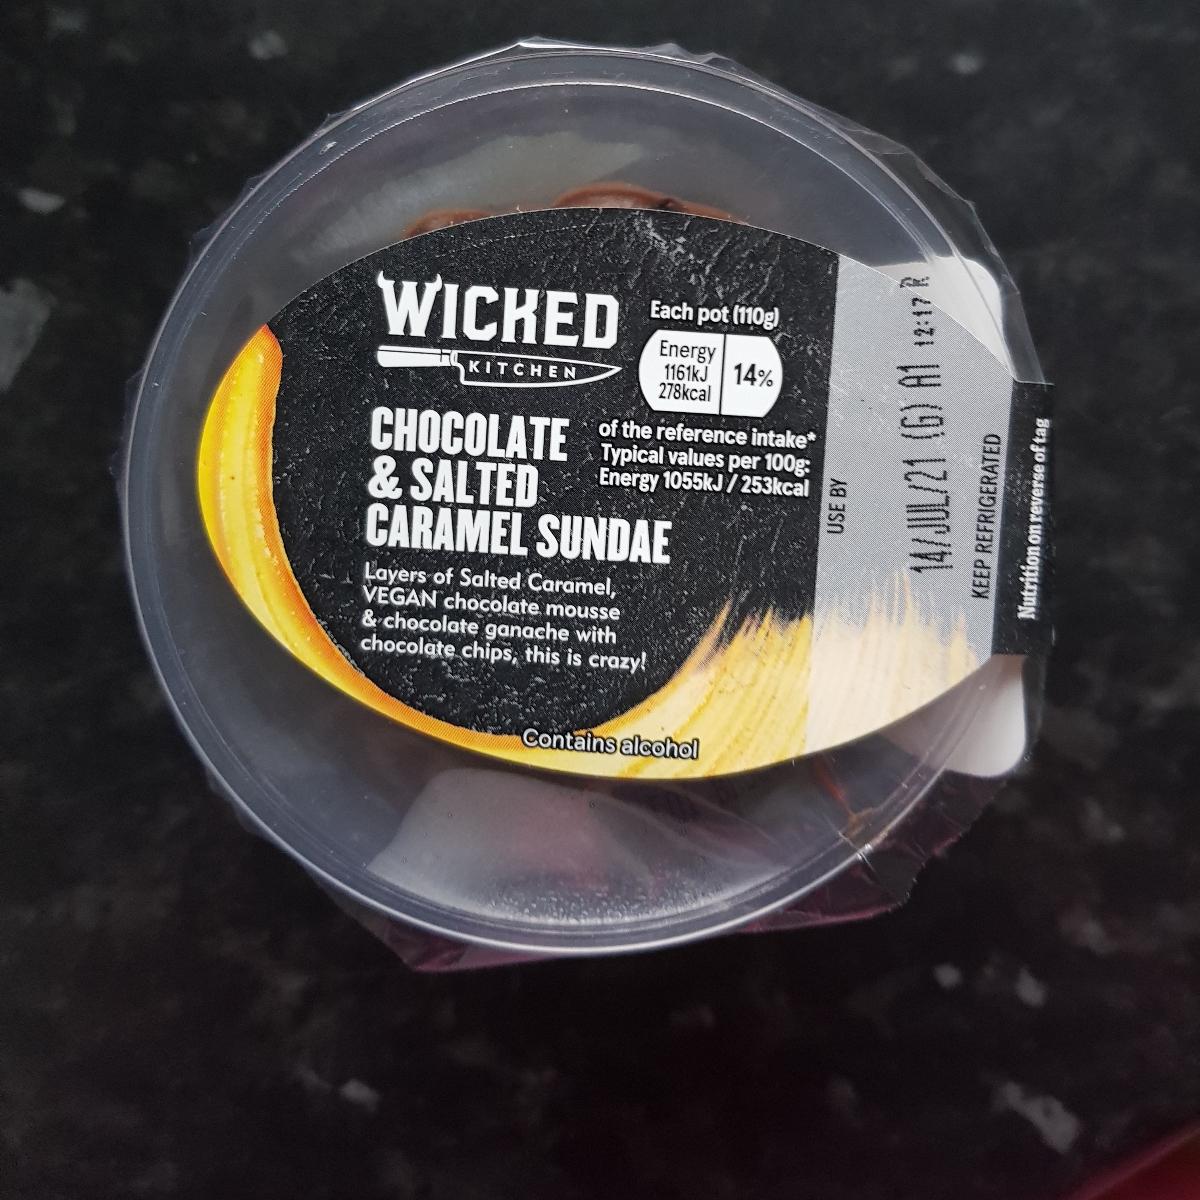 WICKED
KITCHEN
CHOCOLATE
& SALTED
CARAMEL SUNDAE
Layers of Salted Caramel,
VEGAN chocolate mousse
& chocolate ganache with
chocolate chips, this is crazy!
Contains alcohol
Each pot (110g)
Energy
1161kJ
278kcal
14%
of the reference intake*
Typical values per 100g:
Energy 1055kJ / 253kcal
USE BY
14/JUL/21 (G) A1 12:17 R
KEEP REFRIGERATED
Nutrition on reverse of tag